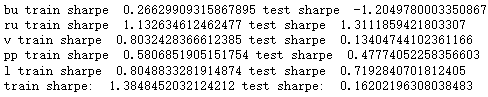 bu train sharpe  0.26629909315867895 test sharpe  -1.2049780003350867
ru train sharpe  1.132634612462477 test sharpe  1.3111859421803307
v train sharpe  0.8032428366612385 test sharpe  0.13404744102361166
pp train sharpe  0.5806851905151754 test sharpe  0.47774052258356603
l train sharpe  0.8048833281914874 test sharpe  0.7192840701812405
train sharpe:  1.3848452032124212 test sharpe:  0.16202196308038483